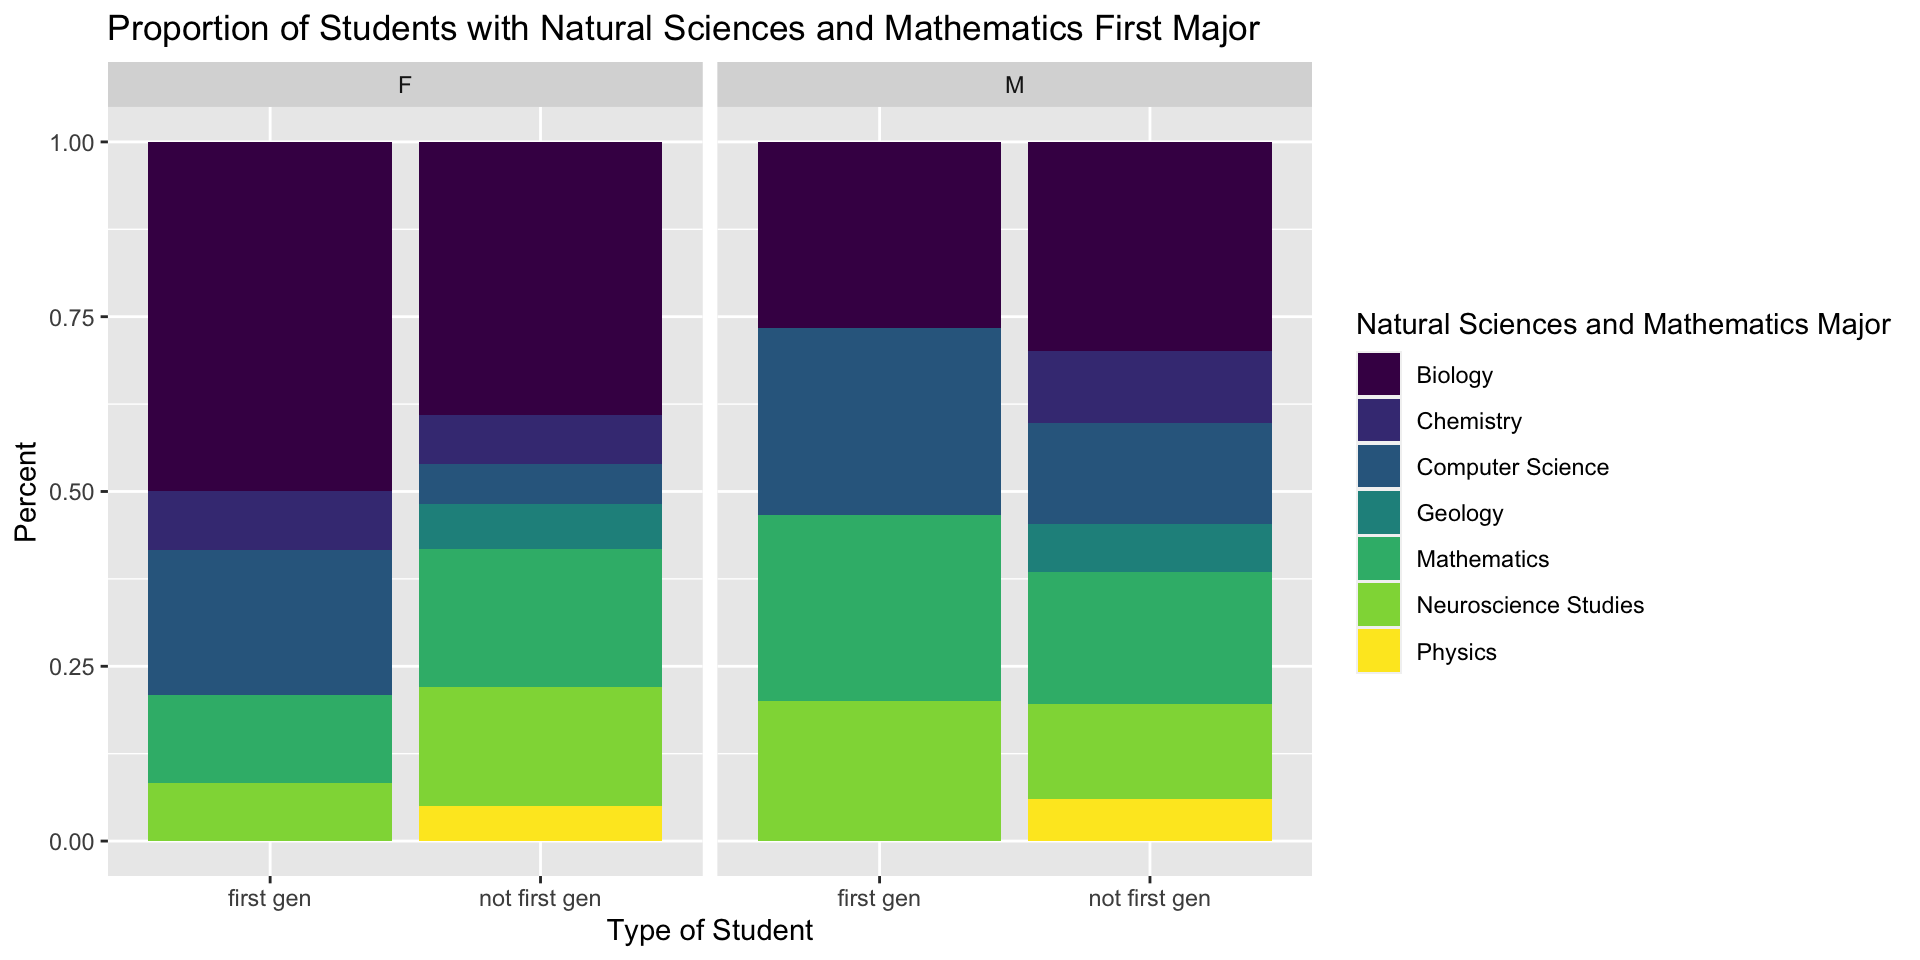 Proportion of Students with Natural Sciences and Mathematics First Major
F
M
1.00
0.75
0.50
0.25
0.00
Percent
first gen
not first gen
first gen
not first gen
Type of Student
Natural Sciences and Mathematics Major
Biology
Chemistry
Computer Science
Geology
Mathematics
Neuroscience Studies
Physics